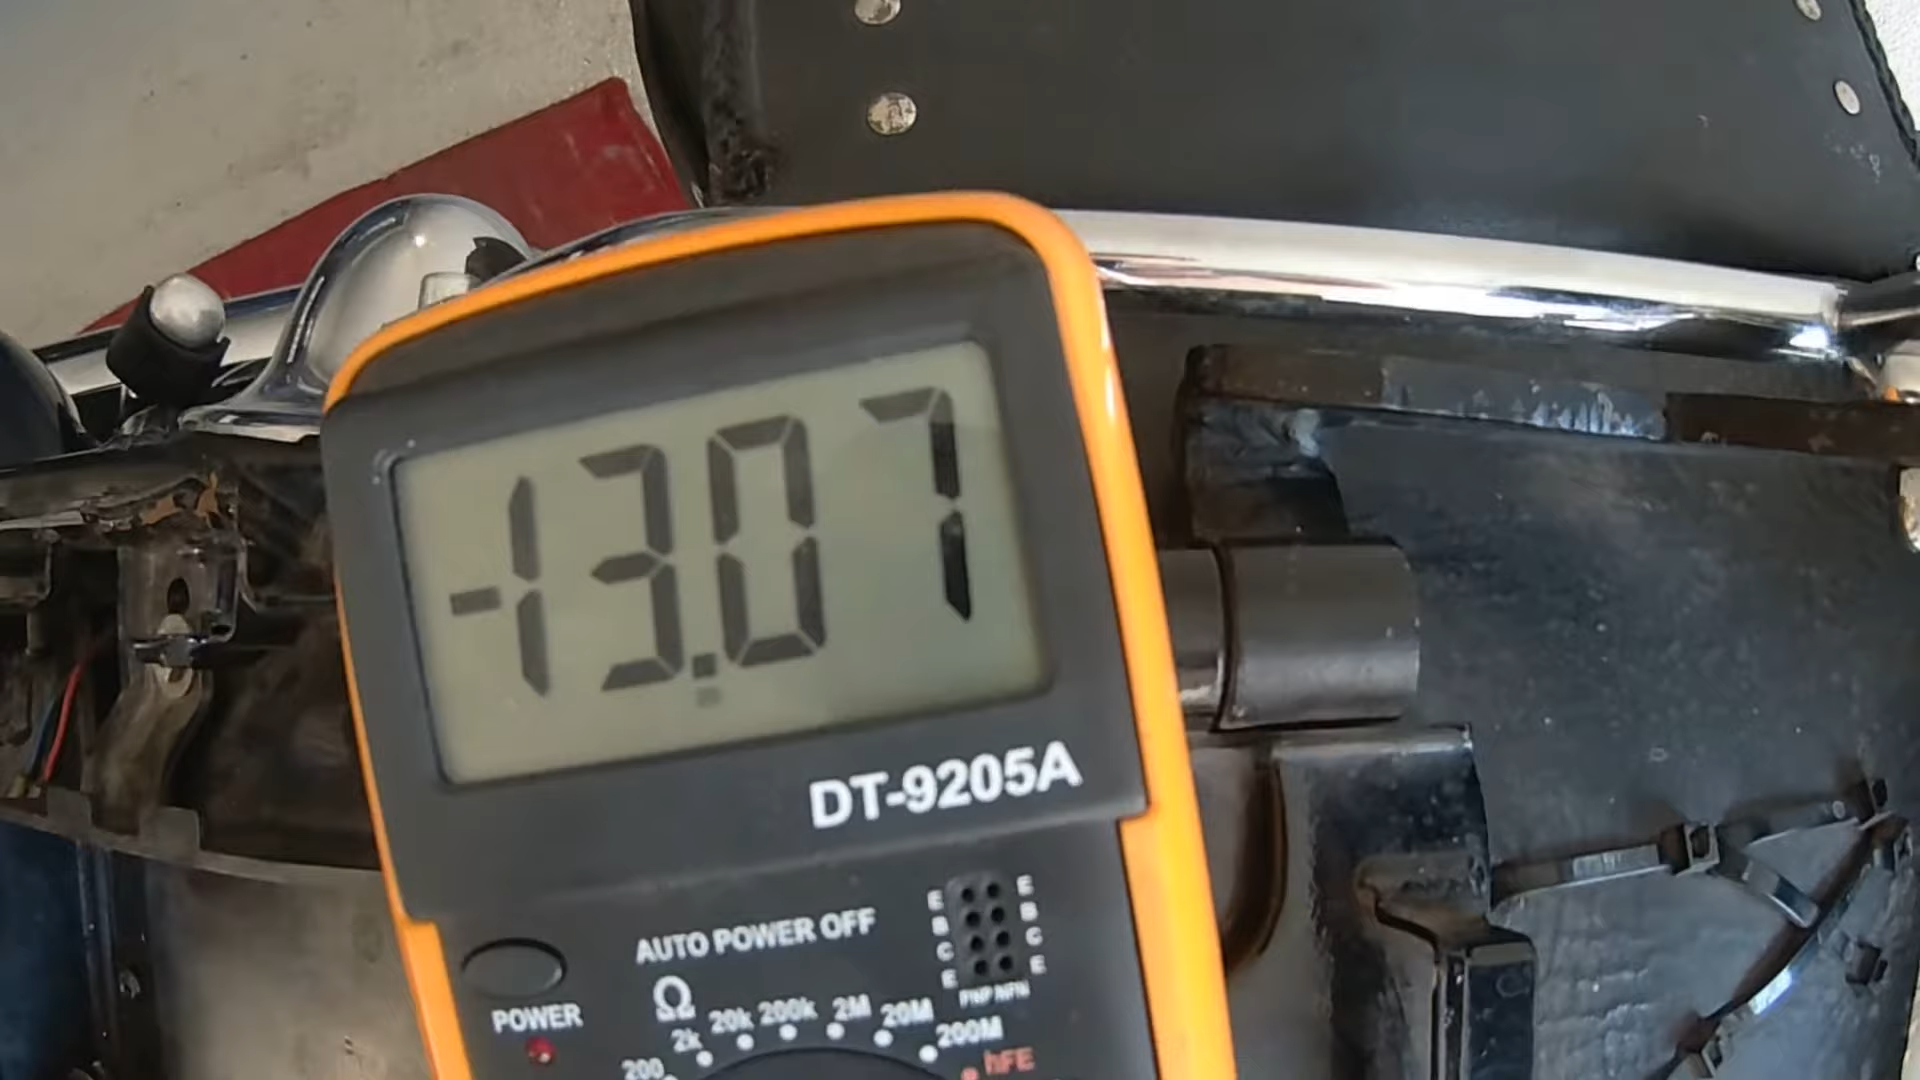 -13.07
DT-9205A
AUTO POWER OFF
E E
B B
C C
E E
PNP NPN
POWER
Ω
200 2k 20k 200k 2M 20M 200M
hFE